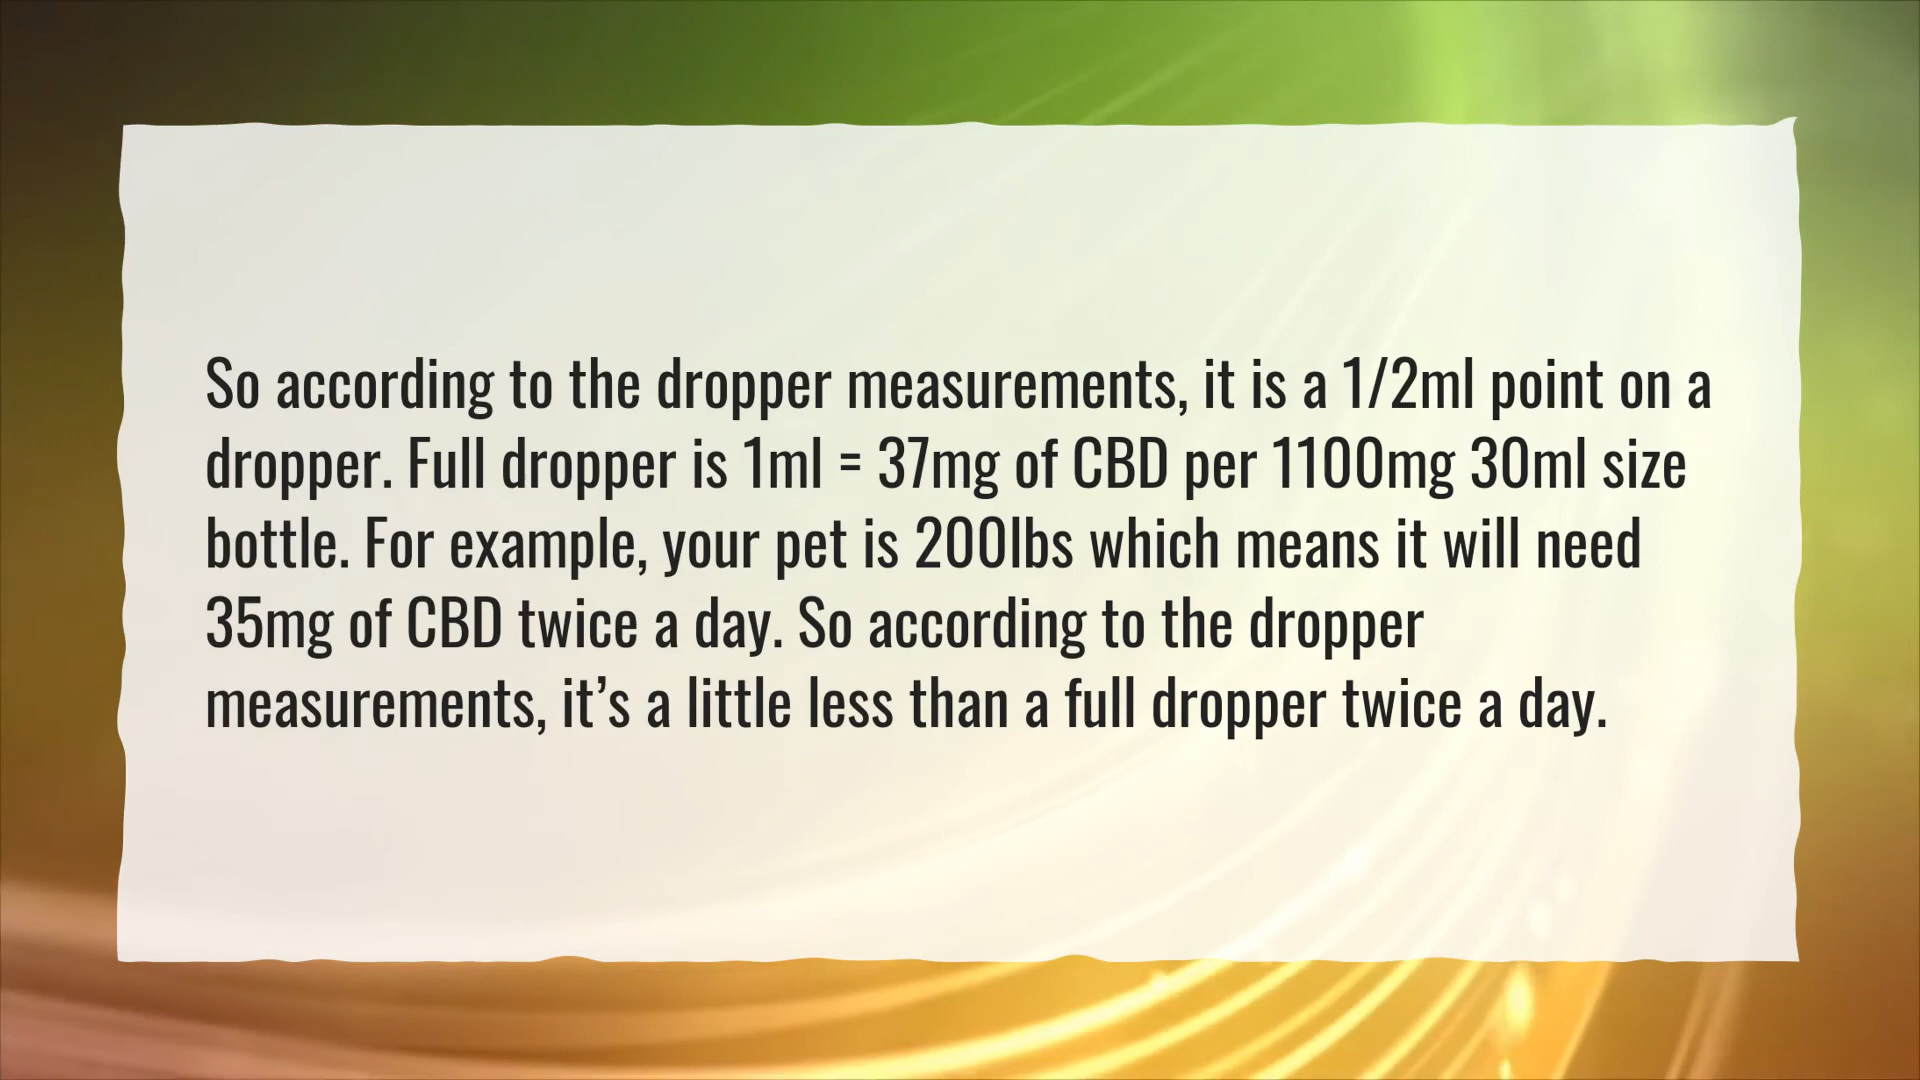 So according to the dropper measurements, it is a 1/2ml point on a
dropper. Full dropper is 1ml = 37mg of CBD per 1100mg 30ml size
bottle. For example, your pet is 200lbs which means it will need
35mg of CBD twice a day. So according to the dropper
measurements, it’s a little less than a full dropper twice a day.